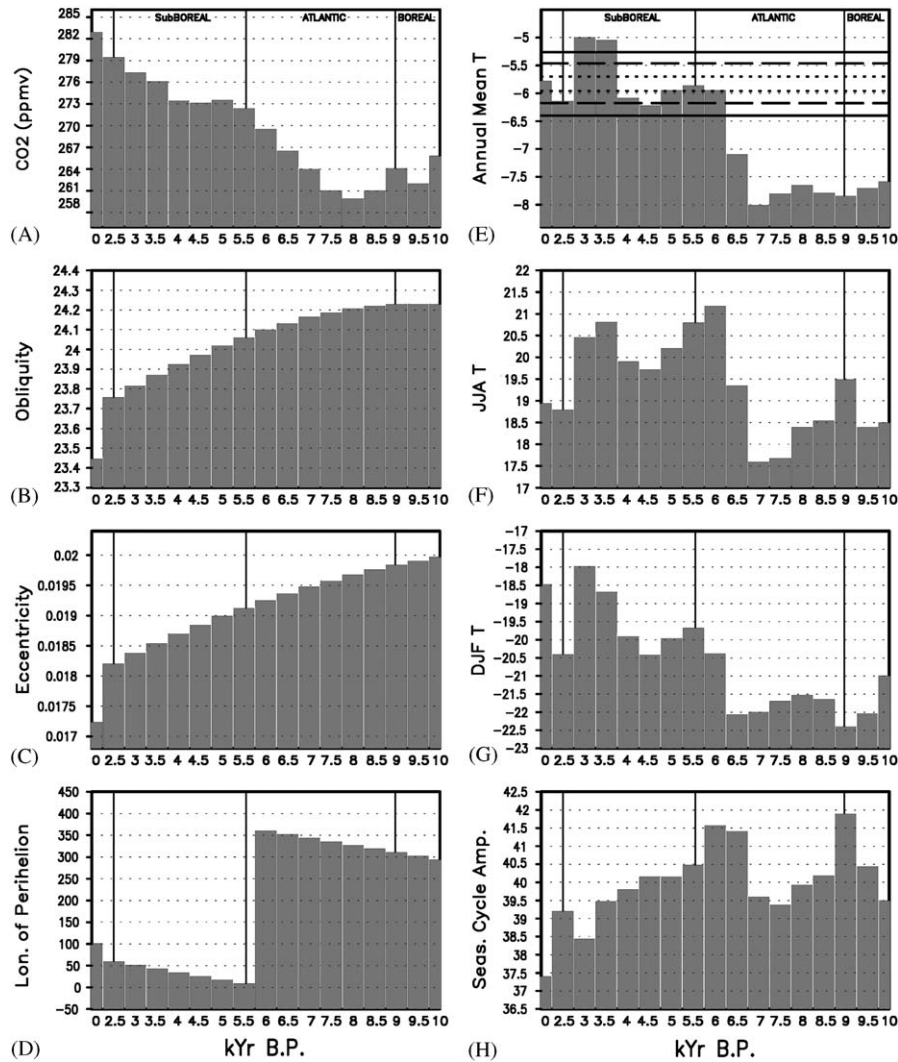 SubBOREAL ATLANTIC BOREAL
285
282
279
276
273
270
267
264
261
258
CO2 (ppmv)
0 2.5 3 3.5 4 4.5 5 5.5 6 6.5 7 7.5 8 8.5 9 9.5 10
(A)
24.4
24.3
24.2
24.1
24
23.9
23.8
23.7
23.6
23.5
23.4
23.3
Obliquity
0 2.5 3 3.5 4 4.5 5 5.5 6 6.5 7 7.5 8 8.5 9 9.5 10
(B)
0.02
0.0195
0.019
0.0185
0.018
0.0175
0.017
Eccentricity
0 2.5 3 3.5 4 4.5 5 5.5 6 6.5 7 7.5 8 8.5 9 9.5 10
(C)
450
400
350
300
250
200
150
100
50
0
-50
Lon. of Perihelion
0 2.5 3 3.5 4 4.5 5 5.5 6 6.5 7 7.5 8 8.5 9 9.5 10
(D)
kYr B.P.
SubBOREAL ATLANTIC BOREAL
-5
-5.5
-6
-6.5
-7.5
-8
Annual Mean T
0 2.5 3 3.5 4 4.5 5 5.5 6 6.5 7 7.5 8 8.5 9 9.5 10
(E)
22
21.5
21
20.5
20
19.5
19
18.5
18
17.5
17
JJA T
0 2.5 3 3.5 4 4.5 5 5.5 6 6.5 7 7.5 8 8.5 9 9.5 10
(F)
-17
-17.5
-18
-18.5
-19
-19.5
-20
-20.5
-21
-21.5
-22
-22.5
-23
DJF T
0 2.5 3 3.5 4 4.5 5 5.5 6 6.5 7 7.5 8 8.5 9 9.5 10
(G)
42.5
42
41.5
41
40.5
40
39.5
39
38.5
38
37.5
37
36.5
Seas. Cycle Amp.
0 2.5 3 3.5 4 4.5 5 5.5 6 6.5 7 7.5 8 8.5 9 9.5 10
(H)
kYr B.P.